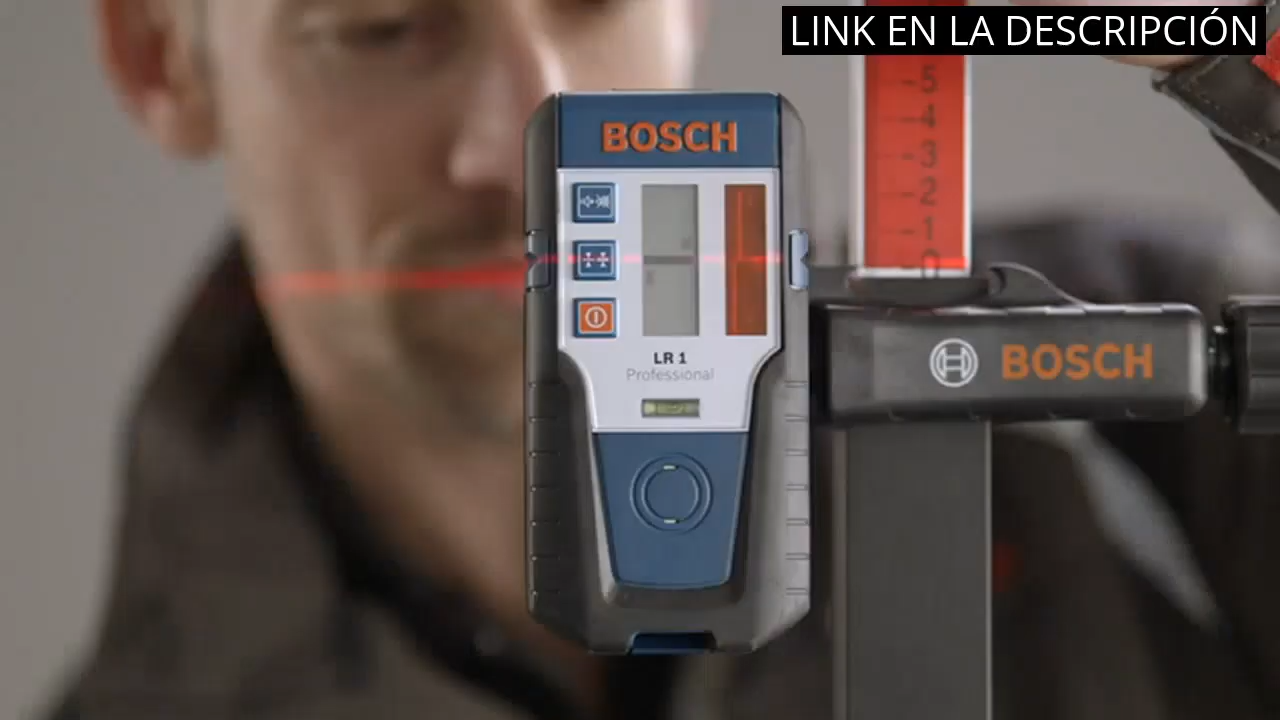 LINK EN LA DESCRIPCIÓN
BOSCH
5
4
3
2
1
0
LR 1
Professional
BOSCH